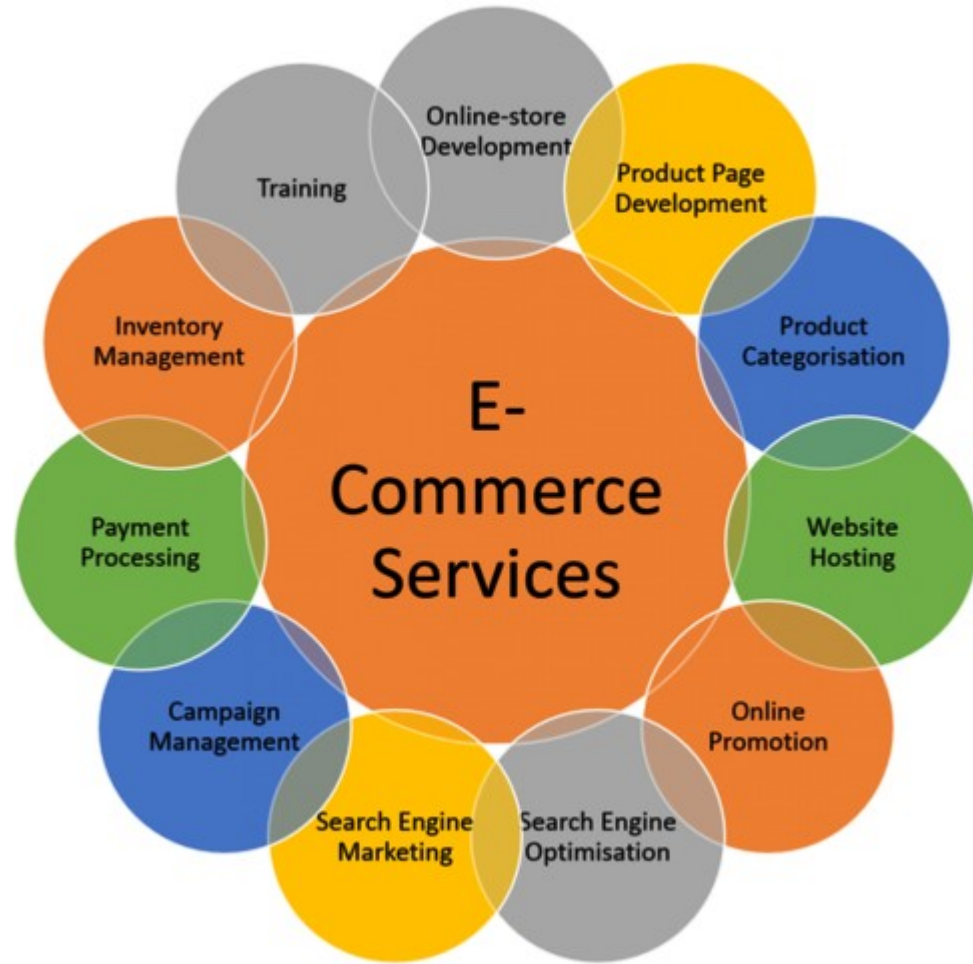 Online-store
Development
Product Page
Development
Product
Categorisation
Website
Hosting
Online
Promotion
Search Engine
Optimisation
Search Engine
Marketing
Campaign
Management
Payment
Processing
Inventory
Management
Training
E-
Commerce
Services